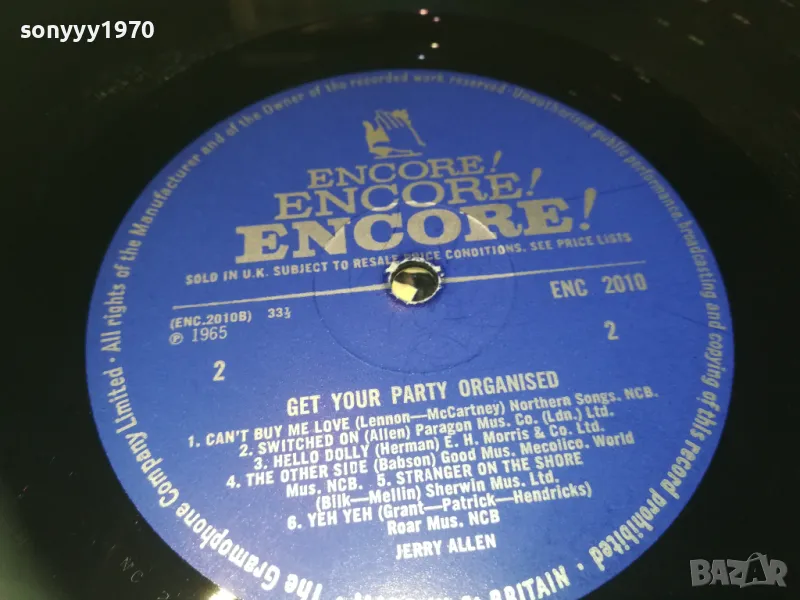 sonyyy1970
The Gramophone Company Limited · All rights of the Manufacturer and of the Owner of the recorded work reserved · Unauthorised public performance, broadcasting and copying of this record prohibited
ENCORE!
ENCORE!
ENCORE!
SOLD IN U.K. SUBJECT TO RESALE PRICE CONDITIONS. SEE PRICE LISTS
(ENC.2010B) 33⅓
℗ 1965
ENC 2010
2
2
GET YOUR PARTY ORGANISED
1. CAN'T BUY ME LOVE (Lennon—McCartney) Northern Songs. NCB.
2. SWITCHED ON (Allen) Paragon Mus. Co. (Ldn.) Ltd.
3. HELLO DOLLY (Herman) E. H. Morris & Co. Ltd.
4. THE OTHER SIDE (Babson) Good Mus. Mecolico. World
Mus. NCB. 5. STRANGER ON THE SHORE
(Bilk—Mellin) Sherwin Mus. Ltd.
6. YEH YEH (Grant—Patrick—Hendricks)
Roar Mus. NCB
JERRY ALLEN
BRITAIN ·
BAZAR